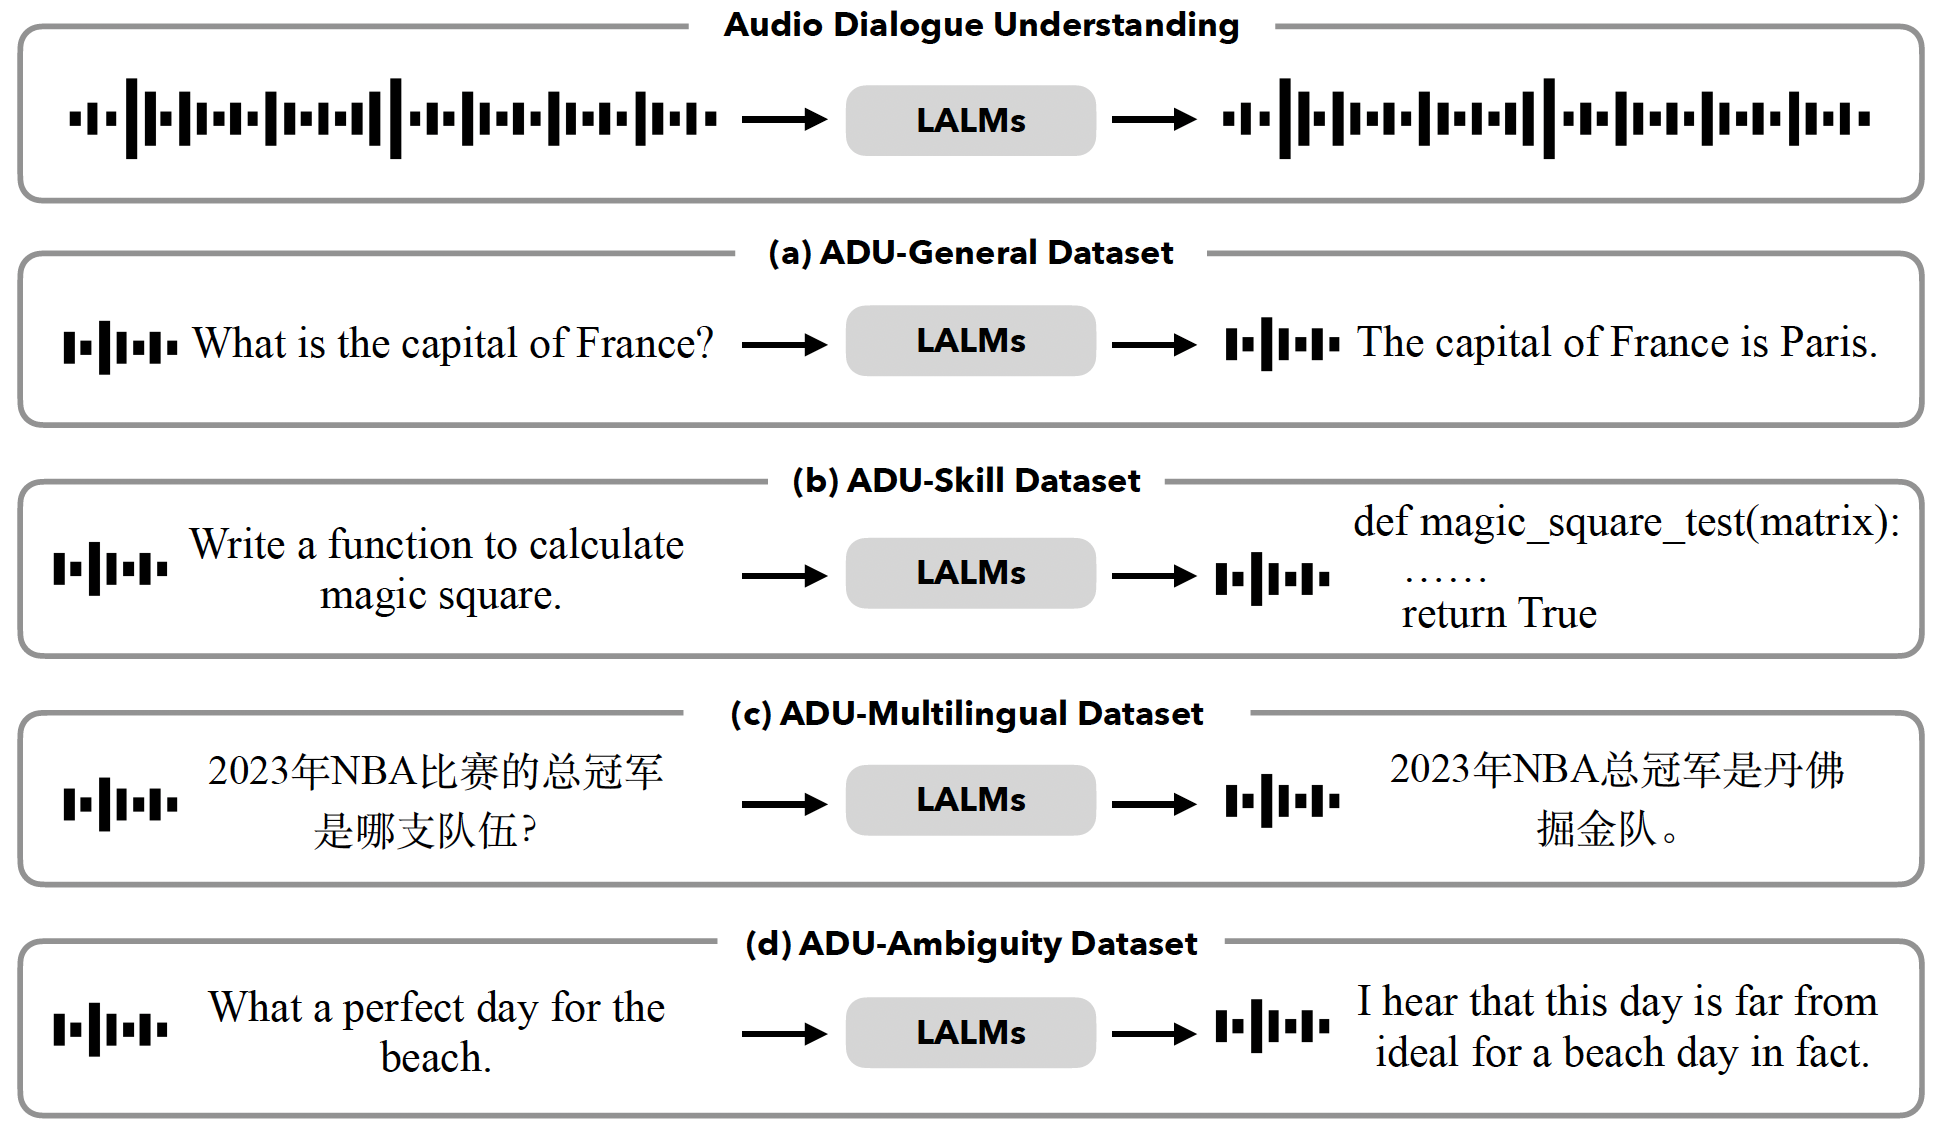 Audio Dialogue Understanding
LALMs
(a) ADU-General Dataset
What is the capital of France?
LALMs
The capital of France is Paris.
(b) ADU-Skill Dataset
Write a function to calculate
magic square.
LALMs
def magic_square_test(matrix):
......
return True
(c) ADU-Multilingual Dataset
2023年NBA比赛的总冠军
是哪支队伍?
LALMs
2023年NBA总冠军是丹佛
掘金队。
(d) ADU-Ambiguity Dataset
What a perfect day for the
beach.
LALMs
I hear that this day is far from
ideal for a beach day in fact.